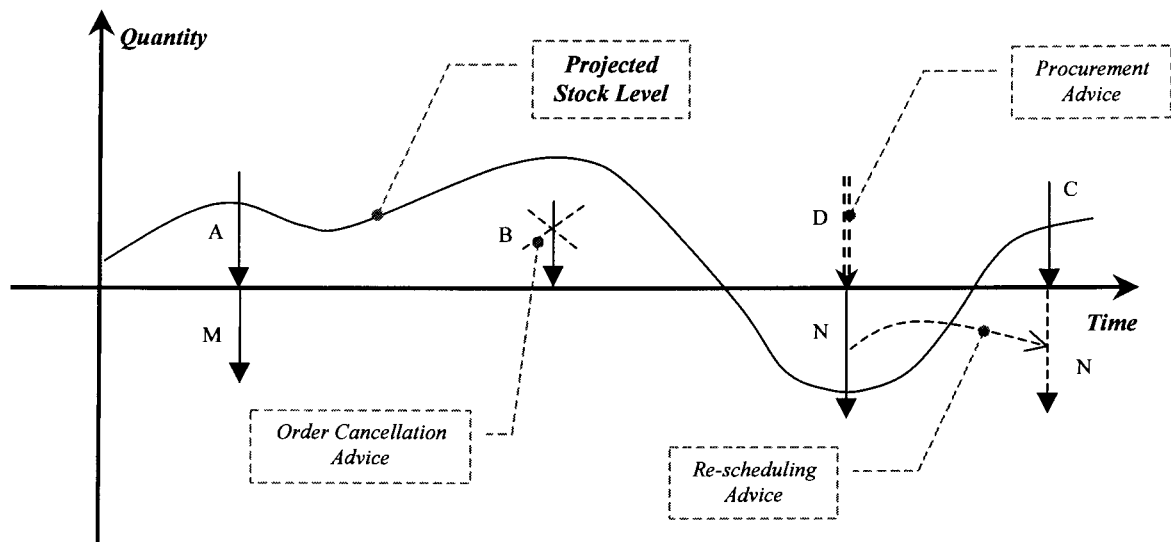 Quantity
Projected
Stock Level
Procurement
Advice
A
B
D
C
M
N
Time
N
Order Cancellation
Advice
Re-scheduling
Advice